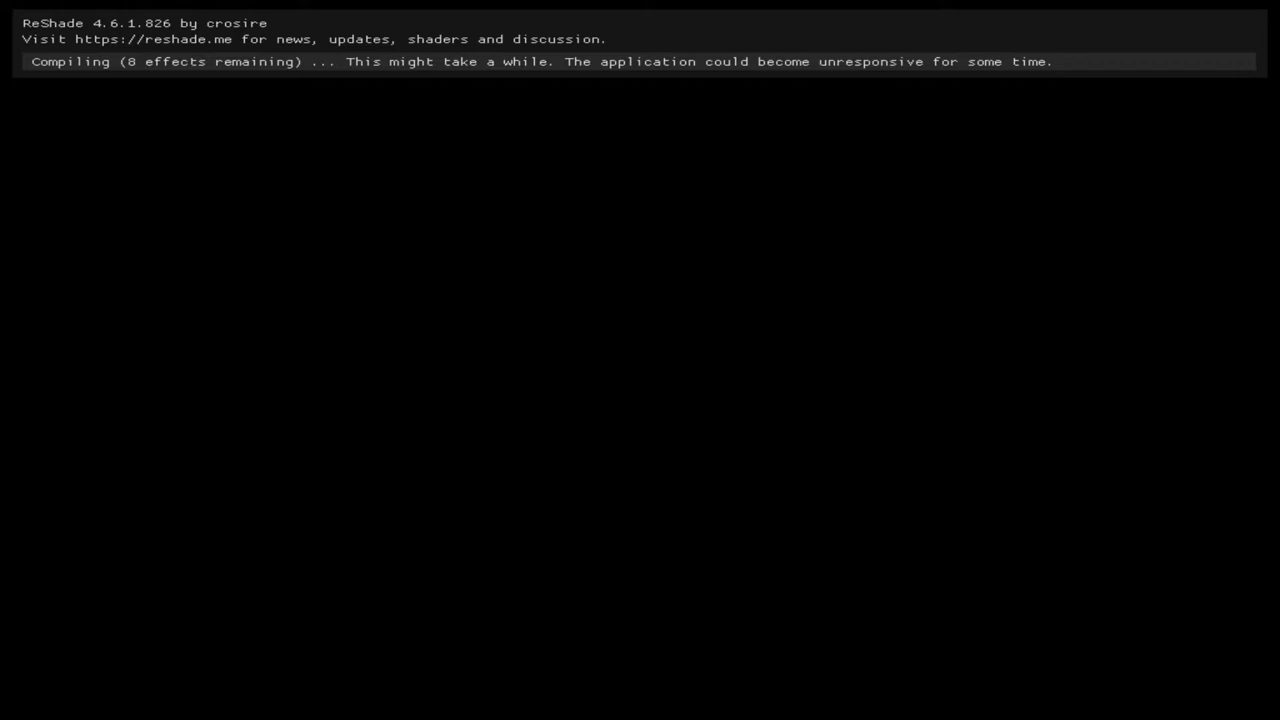 ReShade 4.6.1.826 by crosire
Visit https://reshade.me for news, updates, shaders and discussion.
Compiling (8 effects remaining) ... This might take a while. The application could become unresponsive for some time.